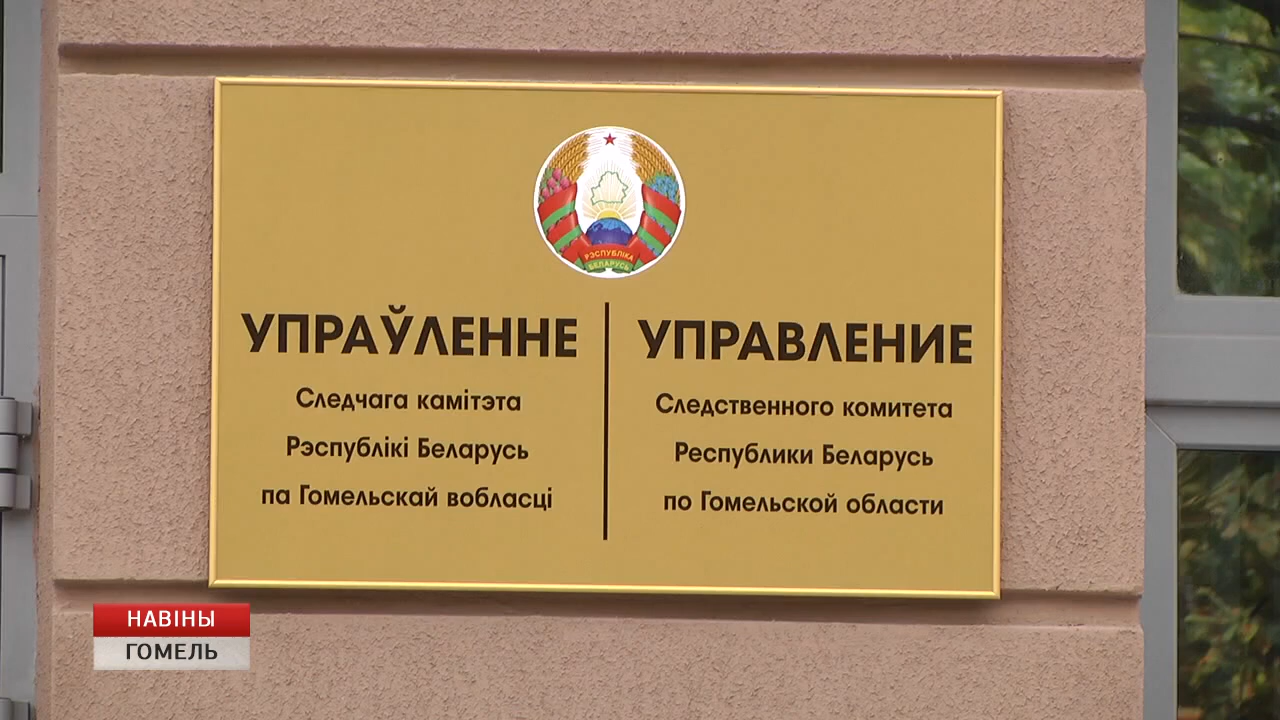 РЭСПУБЛІКА
БЕЛАРУСЬ
УПРАЎЛЕННЕ
Следчага камітэта
Рэспублікі Беларусь
па Гомельскай вобласці
УПРАВЛЕНИЕ
Следственного комитета
Республики Беларусь
по Гомельской области
НАВІНЫ
ГОМЕЛЬ